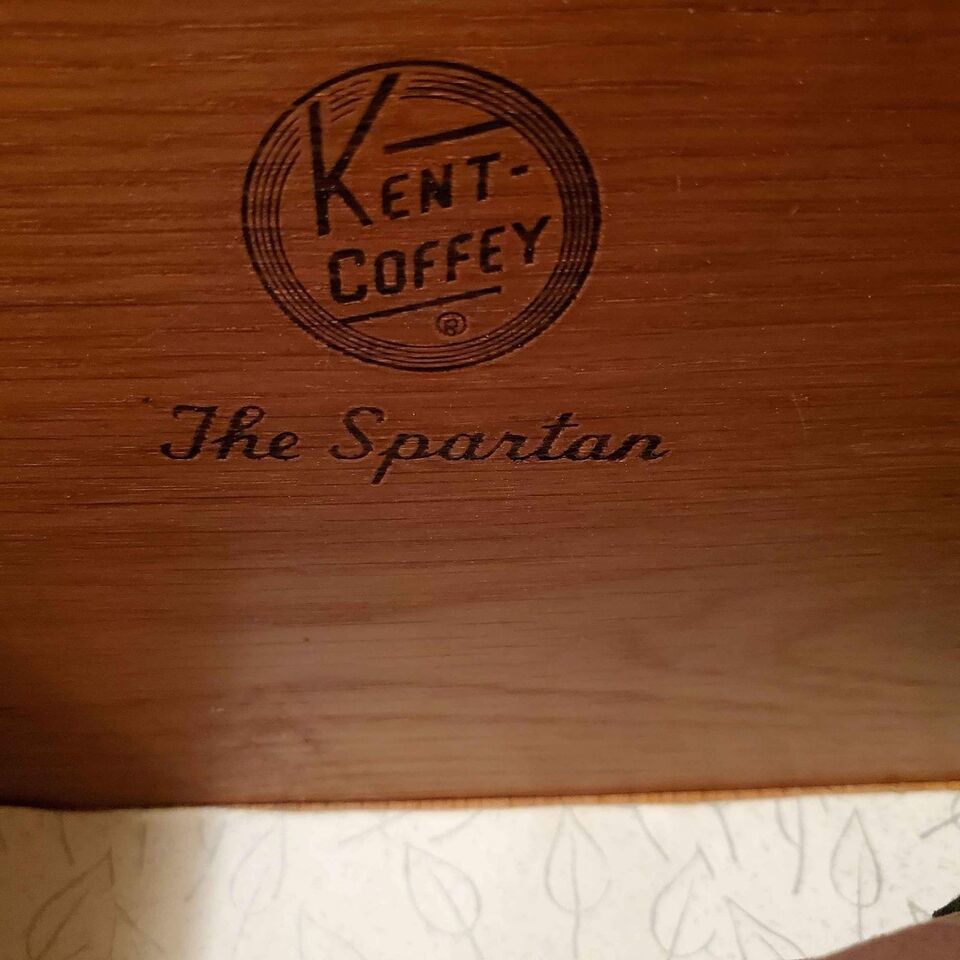 KENT-
COFFEY
®
The Spartan